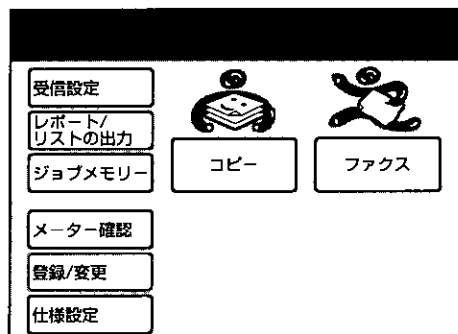 受信設定
レポート/
リストの出力
ジョブメモリー
メーター確認
登録/変更
仕様設定
コピー
ファクス